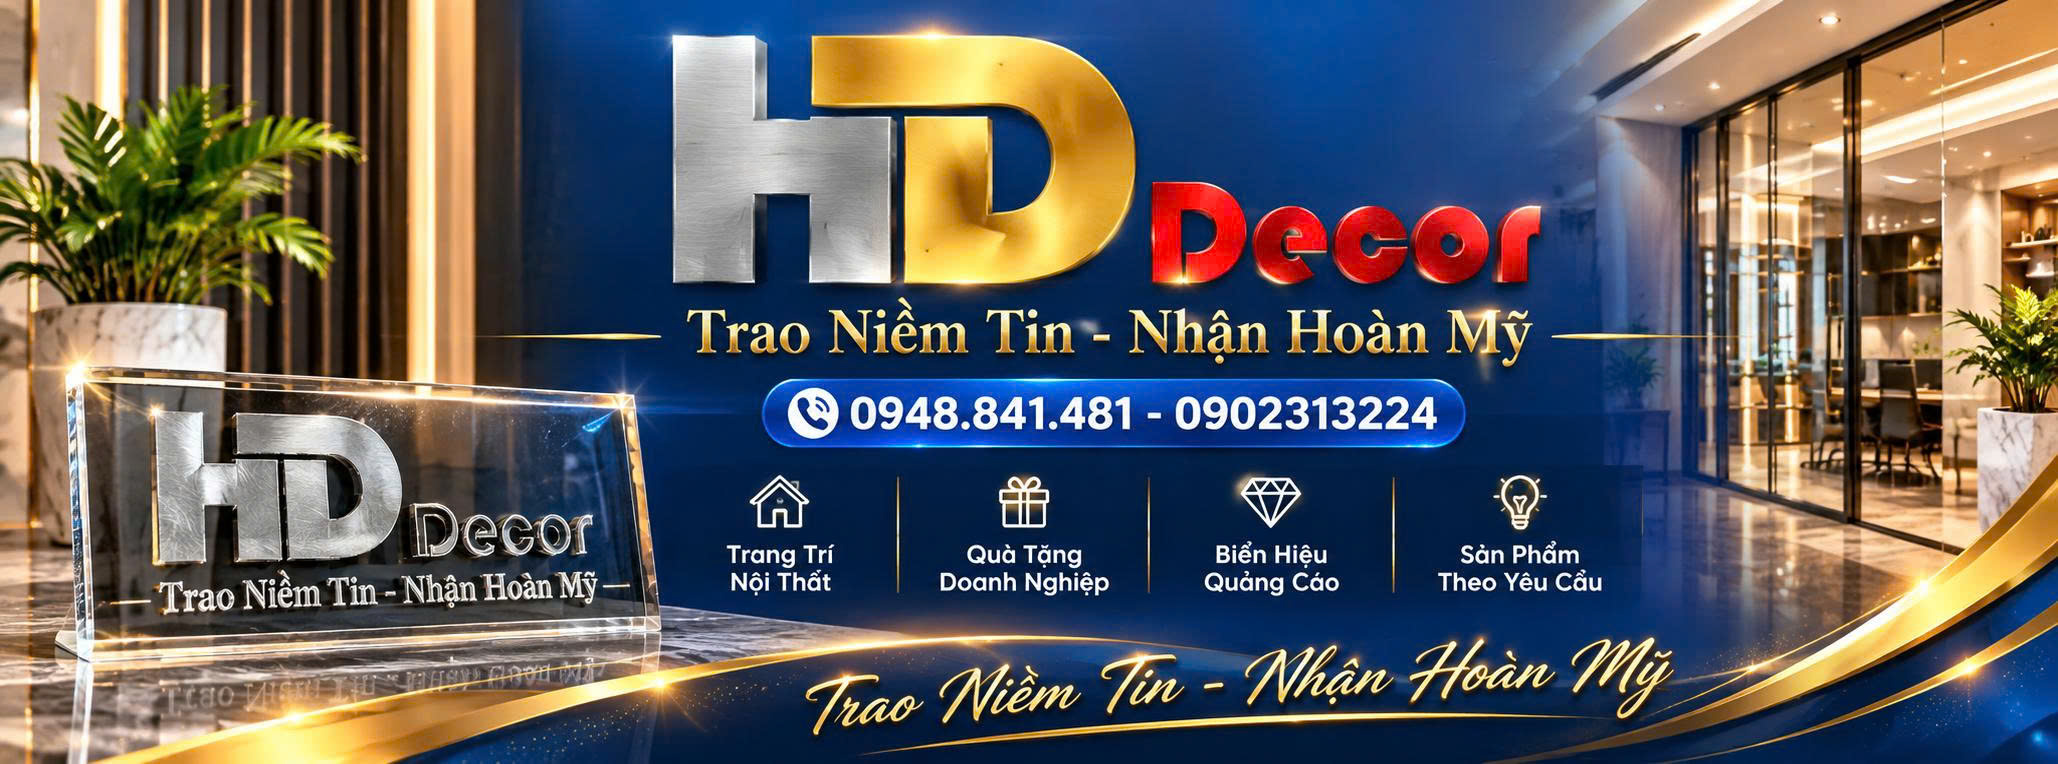 HD Decor
Trao Niềm Tin - Nhận Hoàn Mỹ
0948.841.481 - 0902313224
Trang Trí
Nội Thất
Quà Tặng
Doanh Nghiệp
Biển Hiệu
Quảng Cáo
Sản Phẩm
Theo Yêu Cầu
HD Decor
Trao Niềm Tin - Nhận Hoàn Mỹ
Trao Niềm Tin - Nhận Hoàn Mỹ